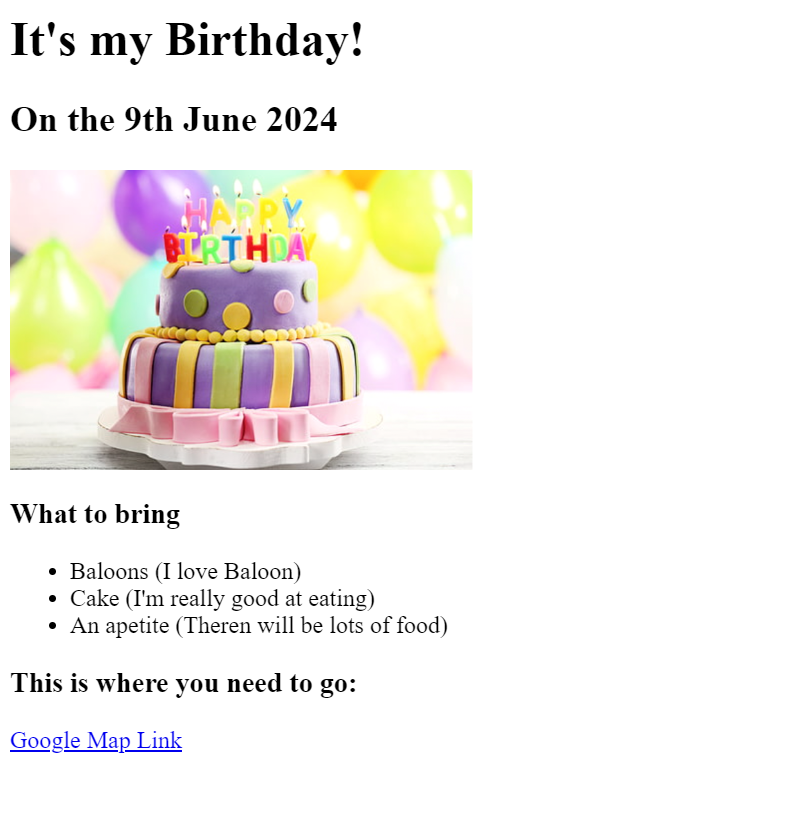 It's my Birthday!
On the 9th June 2024
HAPPY
BIRTHDAY
What to bring
Baloons (I love Baloon)
Cake (I'm really good at eating)
An apetite (Theren will be lots of food)
This is where you need to go:
Google Map Link